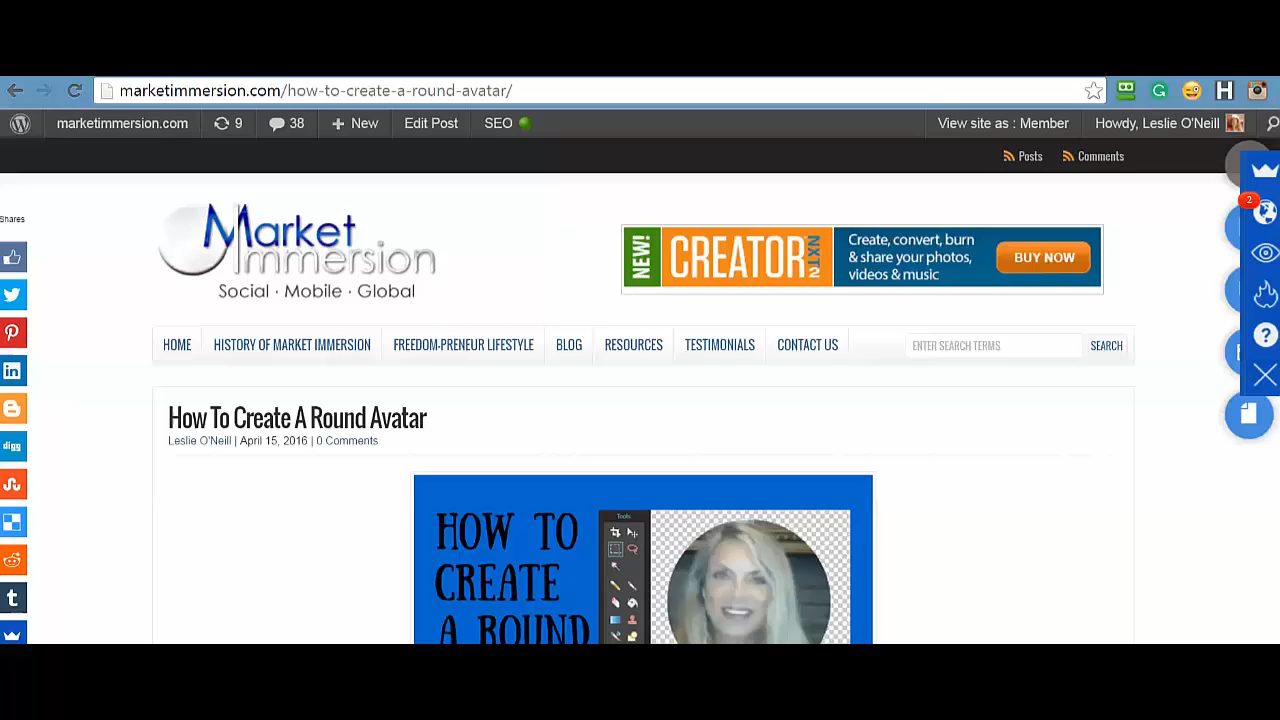 marketimmersion.com/how-to-create-a-round-avatar/
marketimmersion.com 9 38 New Edit Post SEO View site as : Member Howdy, Leslie O'Neill
Posts Comments
Shares
2
Market
Immersion
Social · Mobile · Global
NEW! CREATOR NXT2 Create, convert, burn
& share your photos,
videos & music
BUY NOW
HOME HISTORY OF MARKET IMMERSION FREEDOM-PRENEUR LIFESTYLE BLOG RESOURCES TESTIMONIALS CONTACT US ENTER SEARCH TERMS SEARCH
How To Create A Round Avatar
Leslie O'Neill | April 15, 2016 | 0 Comments
digg
Tools
HOW TO
CREATE
A ROUND